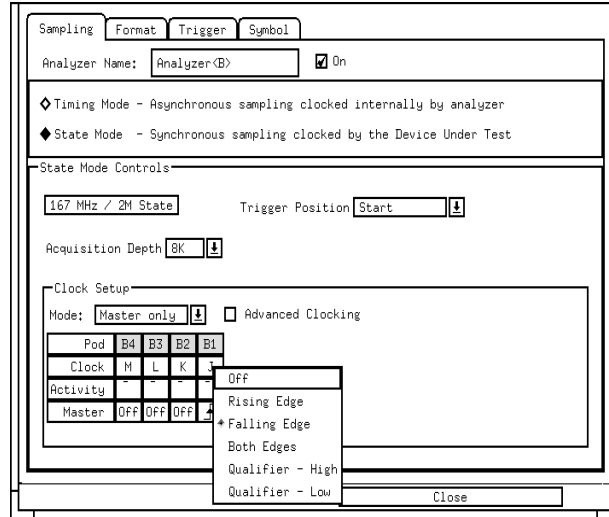 Sampling Format Trigger Symbol
Analyzer Name: Analyzer<B> On
Timing Mode - Asynchronous sampling clocked internally by analyzer
State Mode - Synchronous sampling clocked by the Device Under Test
State Mode Controls
167 MHz / 2M State Trigger Position Start
Acquisition Depth 8K
Clock Setup
Mode: Master only Advanced Clocking
Pod B4 B3 B2 B1
Clock M L K J
Activity - - - -
Master Off Off Off
Off
Rising Edge
Falling Edge
Both Edges
Qualifier - High
Qualifier - Low
Close